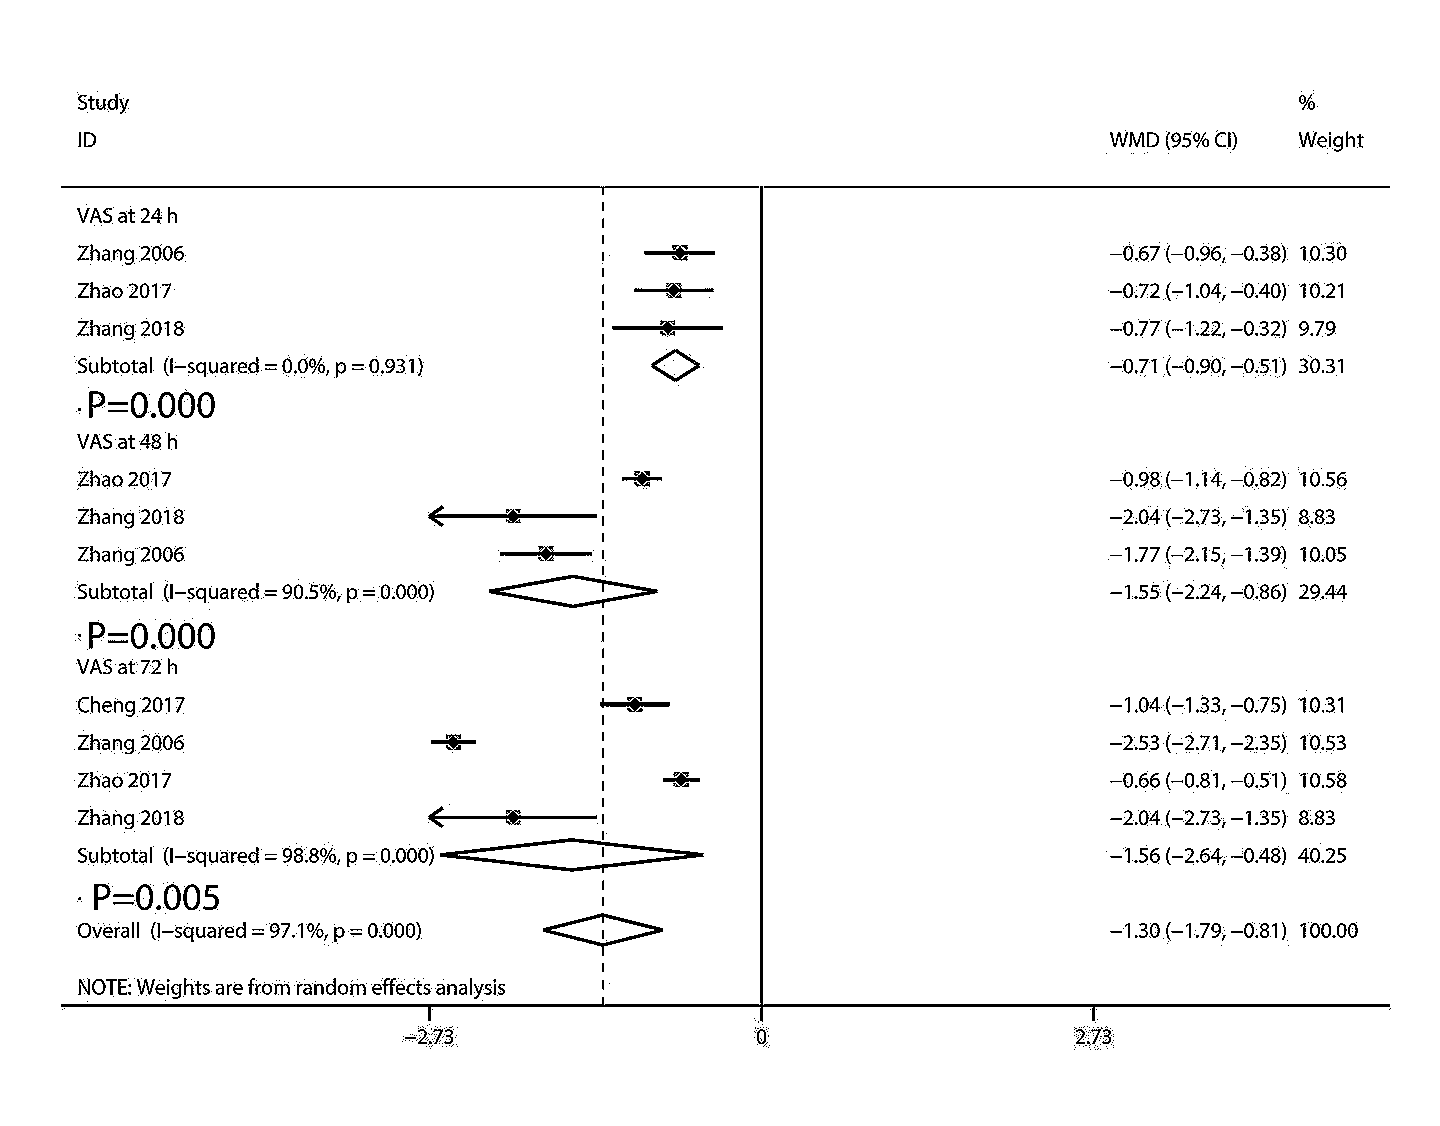 Study %
ID WMD (95% CI) Weight
VAS at 24 h
Zhang 2006 −0.67 (−0.96, −0.38) 10.30
Zhao 2017 −0.72 (−1.04, −0.40) 10.21
Zhang 2018 −0.77 (−1.22, −0.32) 9.79
Subtotal (I−squared = 0.0%, p = 0.931) −0.71 (−0.90, −0.51) 30.31
. P=0.000
VAS at 48 h
Zhao 2017 −0.98 (−1.14, −0.82) 10.56
Zhang 2018 −2.04 (−2.73, −1.35) 8.83
Zhang 2006 −1.77 (−2.15, −1.39) 10.05
Subtotal (I−squared = 90.5%, p = 0.000) −1.55 (−2.24, −0.86) 29.44
. P=0.000
VAS at 72 h
Cheng 2017 −1.04 (−1.33, −0.75) 10.31
Zhang 2006 −2.53 (−2.71, −2.35) 10.53
Zhao 2017 −0.66 (−0.81, −0.51) 10.58
Zhang 2018 −2.04 (−2.73, −1.35) 8.83
Subtotal (I−squared = 98.8%, p = 0.000) −1.56 (−2.64, −0.48) 40.25
. P=0.005
Overall (I−squared = 97.1%, p = 0.000) −1.30 (−1.79, −0.81) 100.00
NOTE: Weights are from random effects analysis
−2.73 0 2.73